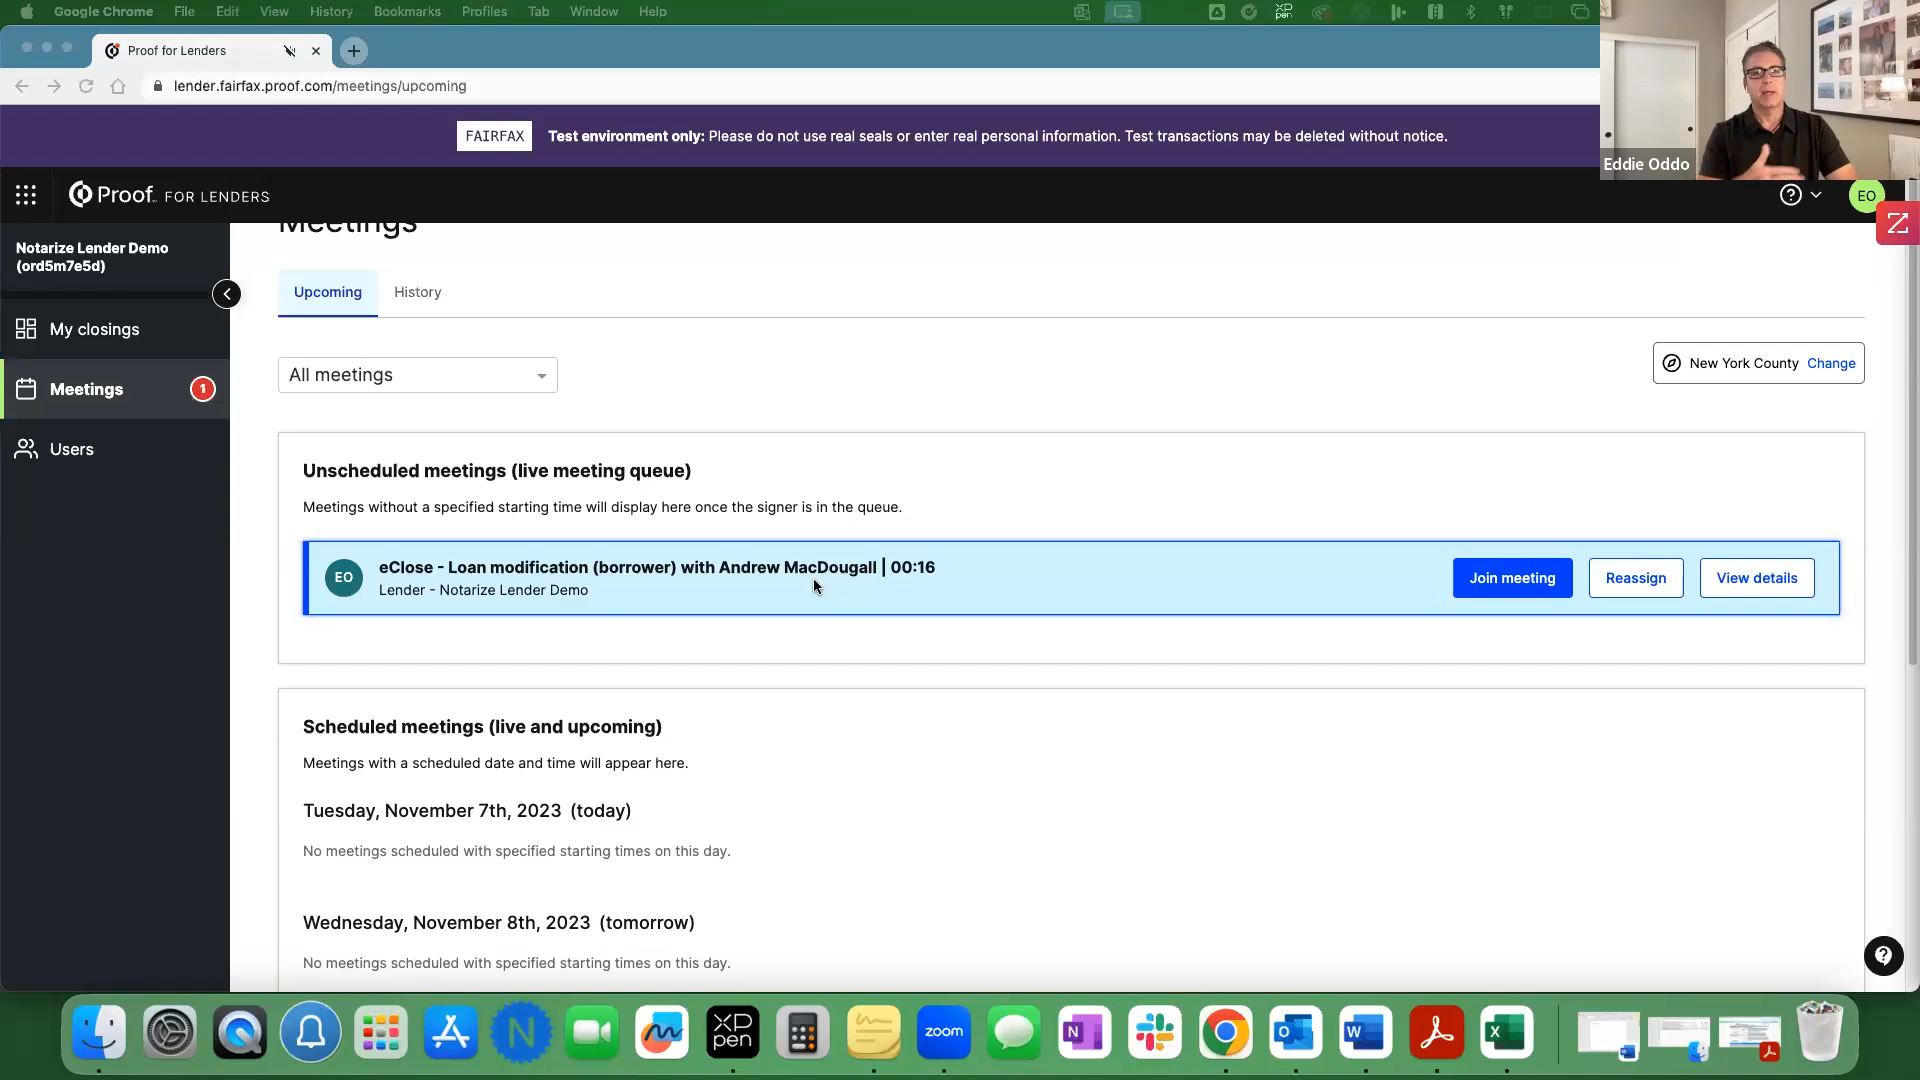 Google Chrome File Edit View History Bookmarks Profiles Tab Window Help
Proof for Lenders
lender.fairfax.proof.com/meetings/upcoming
FAIRFAX Test environment only: Please do not use real seals or enter real personal information. Test transactions may be deleted without notice.
Eddie Oddo
Proof FOR LENDERS
EO
Notarize Lender Demo
(ord5m7e5d)
My closings
Meetings 1
Users
Meetings
Upcoming History
All meetings
New York County Change
Unscheduled meetings (live meeting queue)
Meetings without a specified starting time will display here once the signer is in the queue.
EO
eClose - Loan modification (borrower) with Andrew MacDougall | 00:16
Lender - Notarize Lender Demo
Join meeting Reassign View details
Scheduled meetings (live and upcoming)
Meetings with a scheduled date and time will appear here.
Tuesday, November 7th, 2023 (today)
No meetings scheduled with specified starting times on this day.
Wednesday, November 8th, 2023 (tomorrow)
No meetings scheduled with specified starting times on this day.
XP
pen
zoom